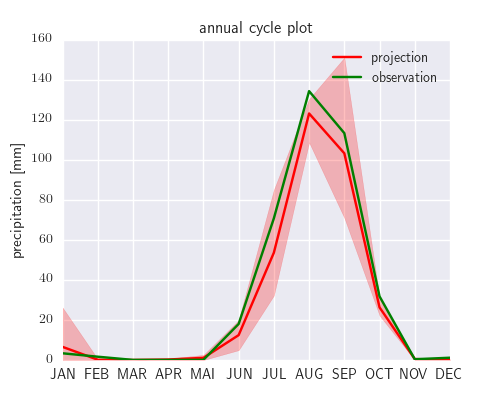 annual cycle plot
160
140
120
100
80
60
40
20
0
precipitation [mm]
projection
observation
JAN FEB MAR APR MAI JUN JUL AUG SEP OCT NOV DEC